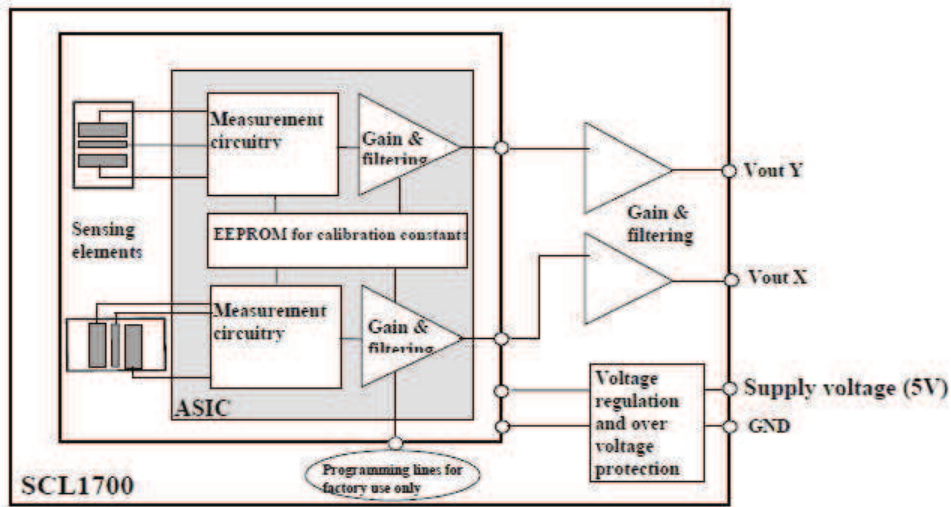 Measurement
circuitry
Gain &
filtering
Vout Y
Sensing
elements
EEPROM for calibration constants
Gain &
filtering
Vout X
Measurement
circuitry
Gain &
filtering
ASIC
Voltage
regulation
and over
voltage
protection
Supply voltage (5V)
GND
Programming lines for
factory use only
SCL1700